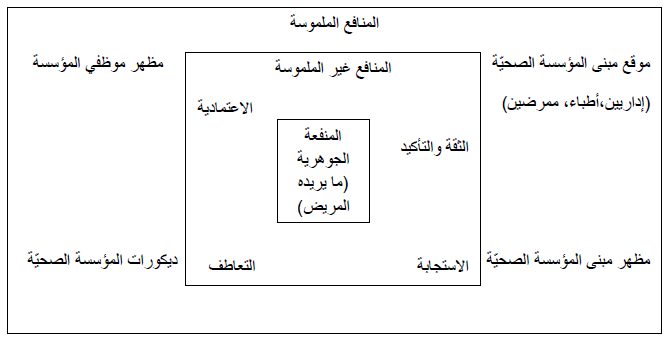 المنافع الملموسة
موقع مبنى المؤسسة الصحيّة
مظهر موظفي المؤسسة
(إداريين،أطباء، ممرضين)
المنافع غير الملموسة
الاعتمادية
الثقة والتأكيد
المنفعة
الجوهرية
(ما يريده
المريض)
مظهر مبنى المؤسسة الصحيّة
الاستجابة
التعاطف
ديكورات المؤسسة الصحيّة